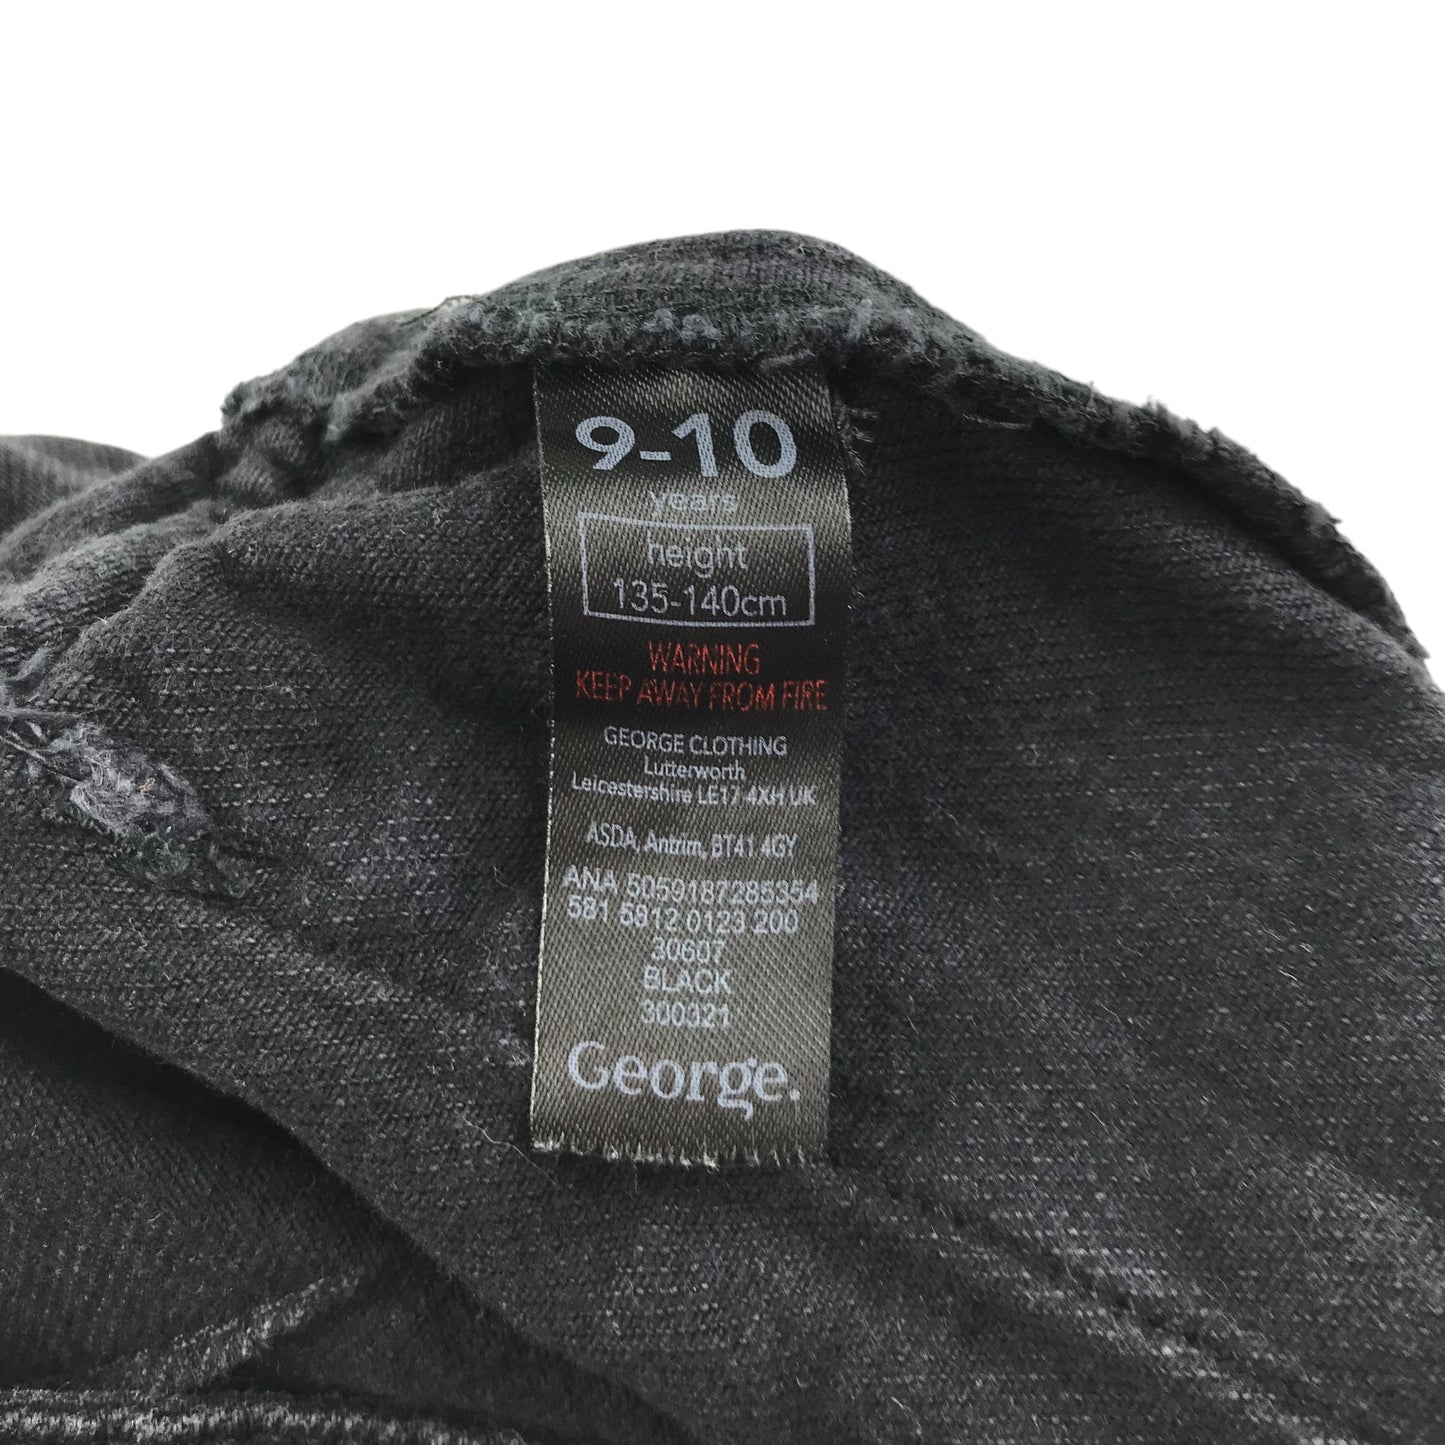 9-10
years
height
135-140cm
WARNING
KEEP AWAY FROM FIRE
GEORGE CLOTHING
Lutterworth
Leicestershire LE17 4XH UK
ASDA, Antrim, BT41 4GY
ANA 5059187285354
581 5812 0123 200
30607
BLACK
300321
George.